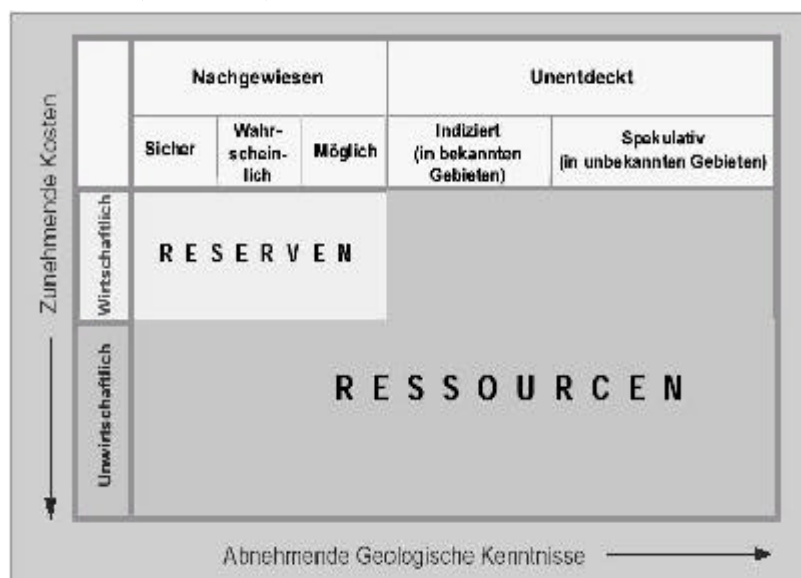 Nachgewiesen
Unentdeckt
Sicher
Wahr-
schein-
lich
Möglich
Indiziert
(in bekannten
Gebieten)
Spekulativ
(in unbekannten Gebieten)
Zunehmende Kosten
Wirtschaftlich
RESERVEN
Unwirtschaftlich
RESSOURCEN
Abnehmende Geologische Kenntnisse